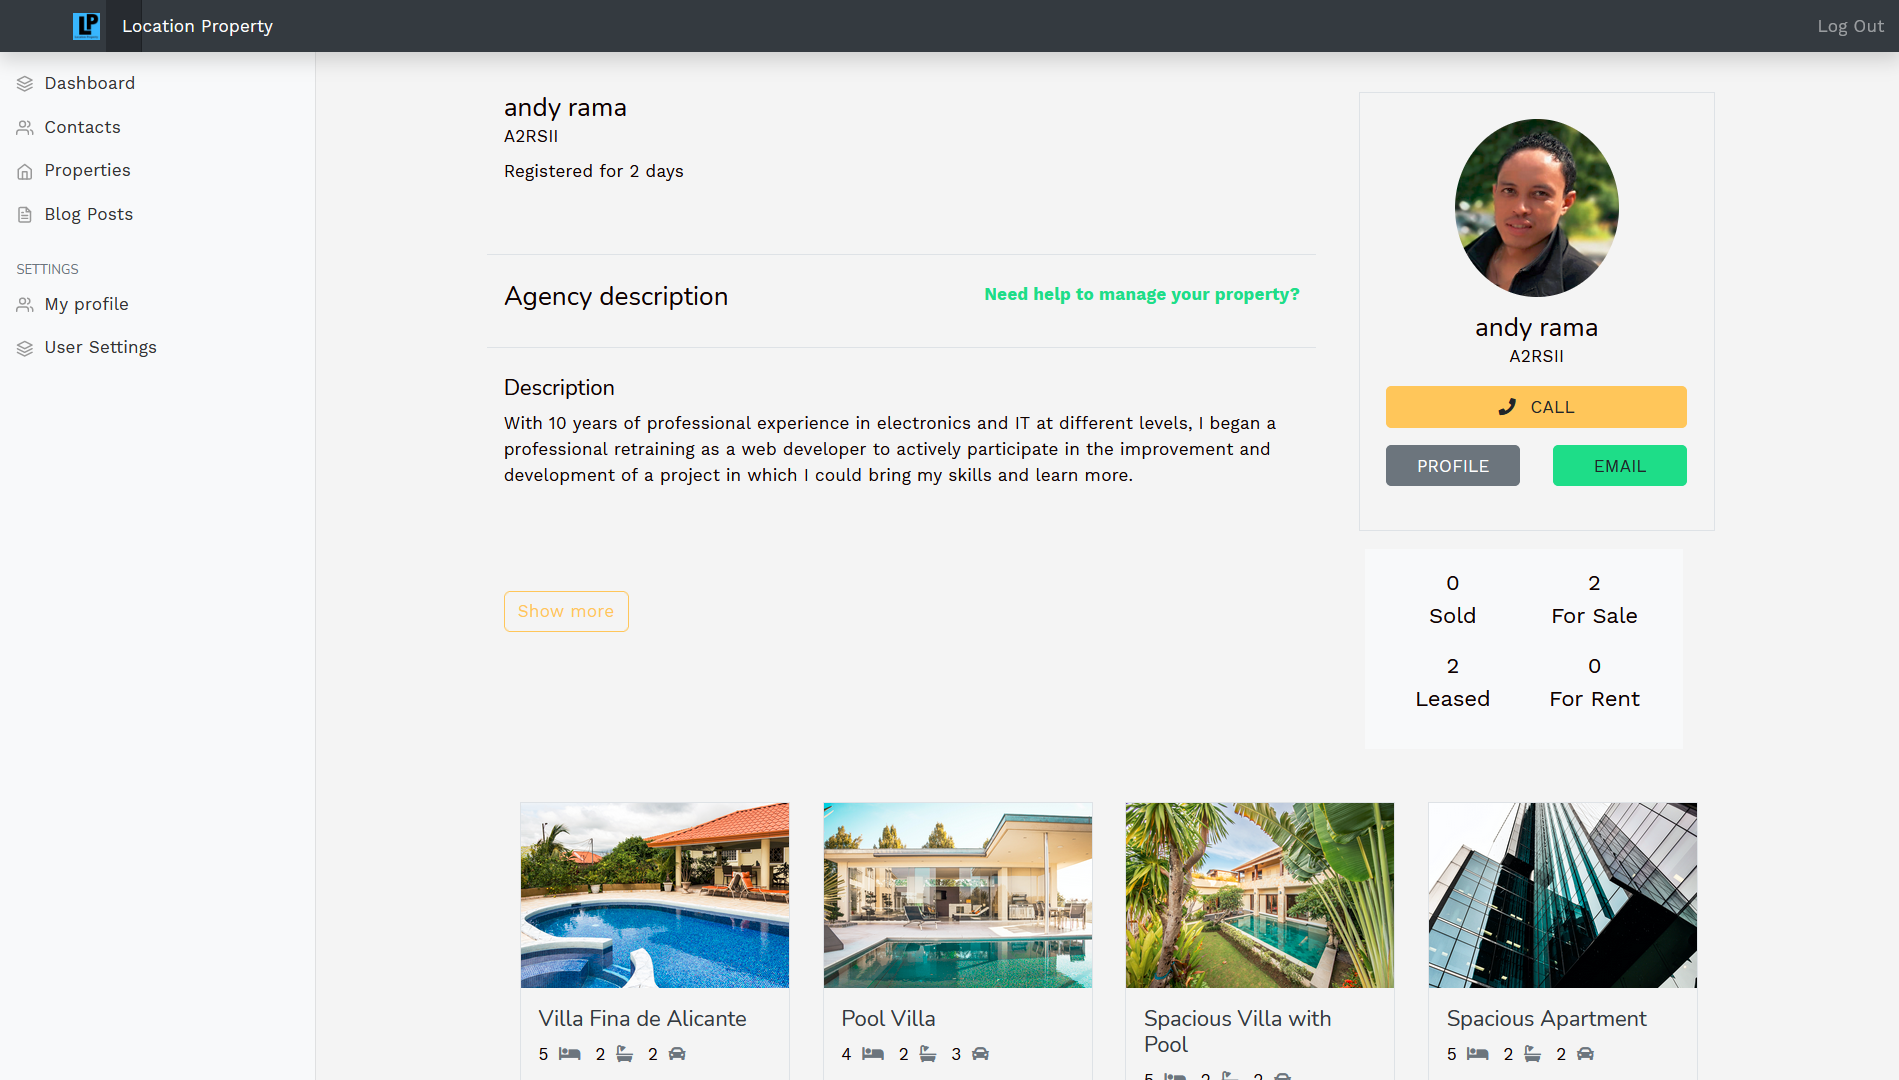 LP Location Property
Log Out
Dashboard
Contacts
Properties
Blog Posts
SETTINGS
My profile
User Settings
andy rama
A2RSII
Registered for 2 days
Agency description
Need help to manage your property?
Description
With 10 years of professional experience in electronics and IT at different levels, I began a
professional retraining as a web developer to actively participate in the improvement and
development of a project in which I could bring my skills and learn more.
Show more
andy rama
A2RSII
CALL
PROFILE
EMAIL
0
Sold
2
For Sale
2
Leased
0
For Rent
Villa Fina de Alicante
5 2 2
Pool Villa
4 2 3
Spacious Villa with
Pool
5 2 2
Spacious Apartment
5 2 2